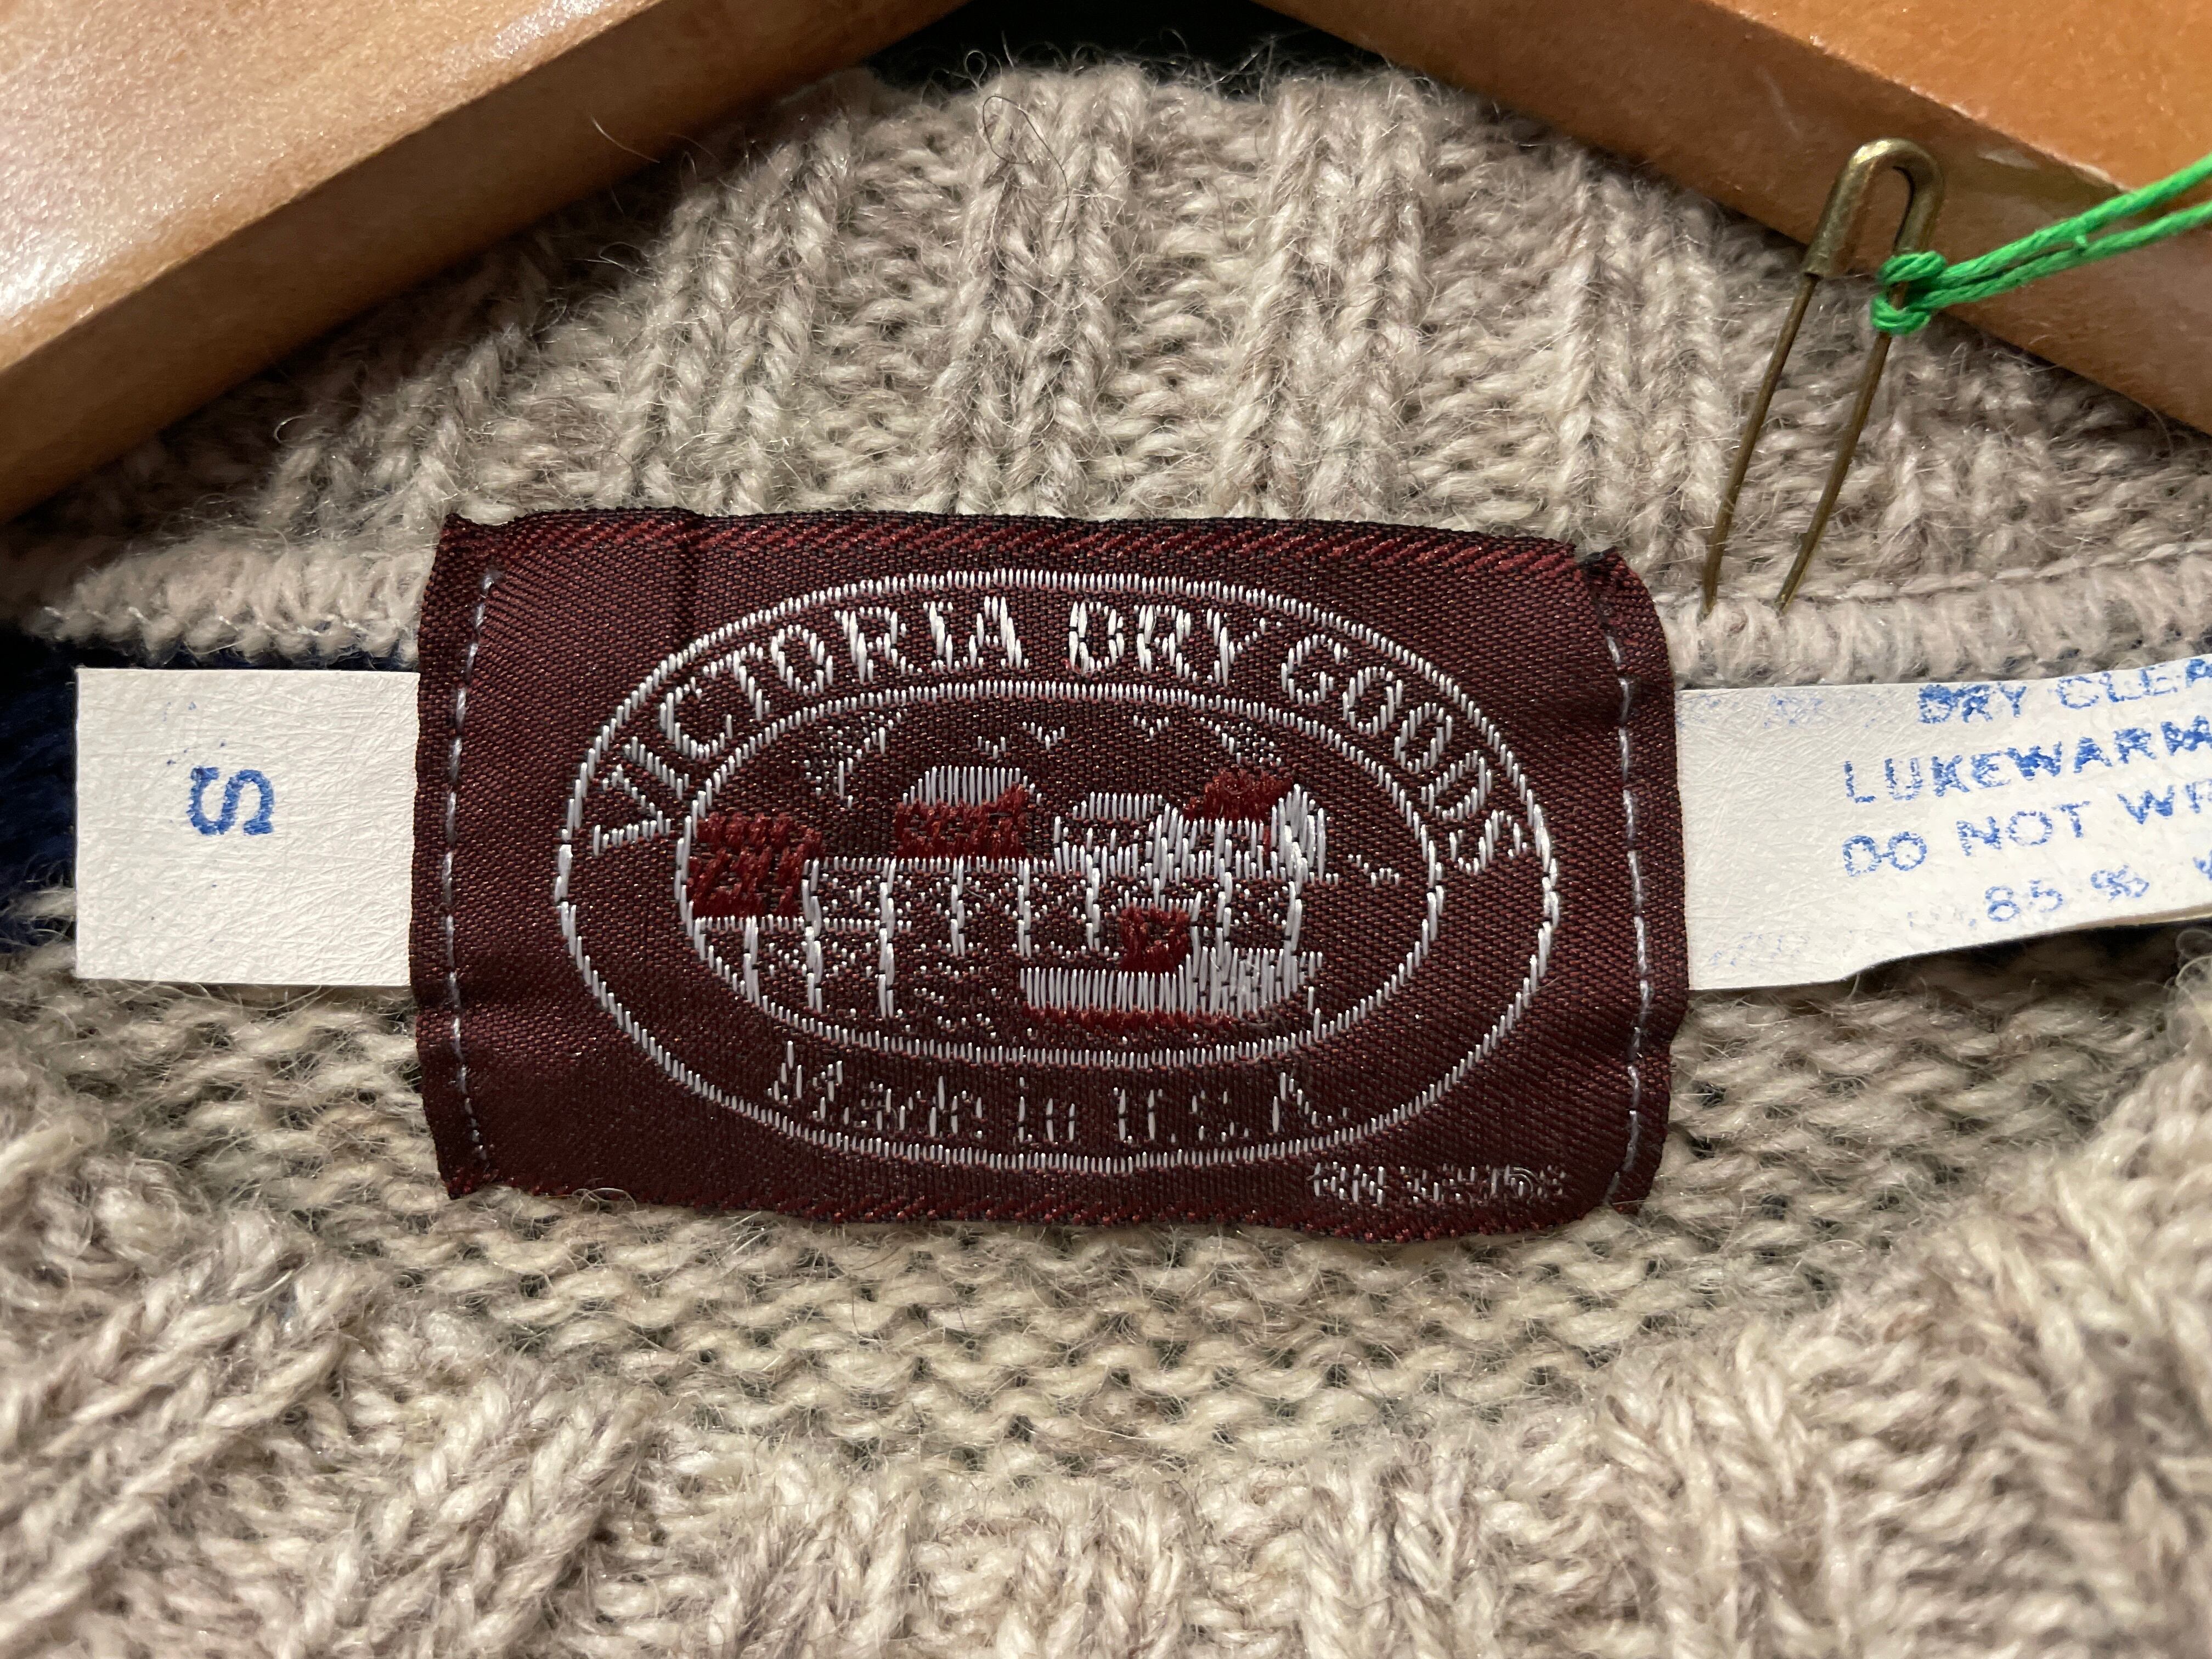 VICTORIA DRY GOODS
Made in U.S.A.
S
DRY CLEA
LUKEWARM
DO NOT WR
85 %